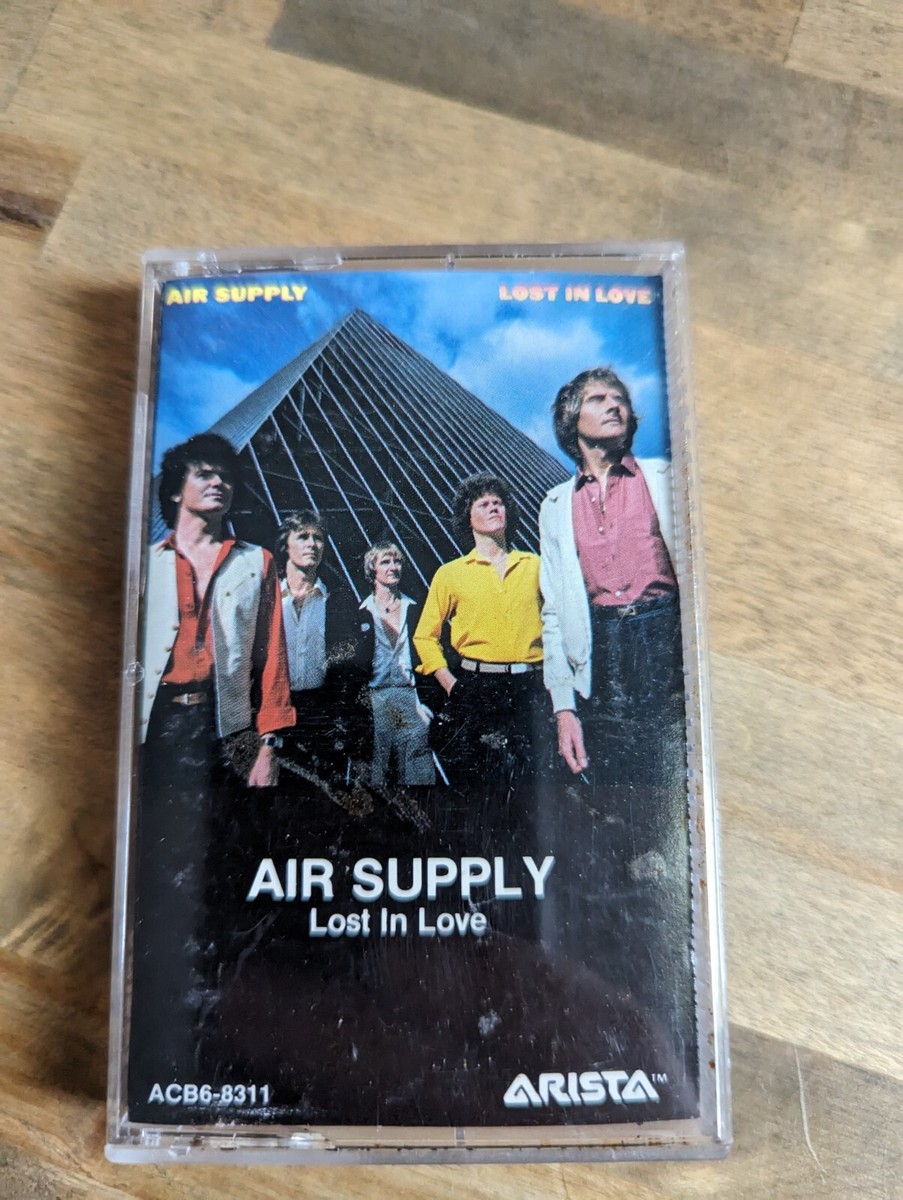 AIR SUPPLY
LOST IN LOVE
AIR SUPPLY
Lost In Love
ACB6-8311
ARISTA™